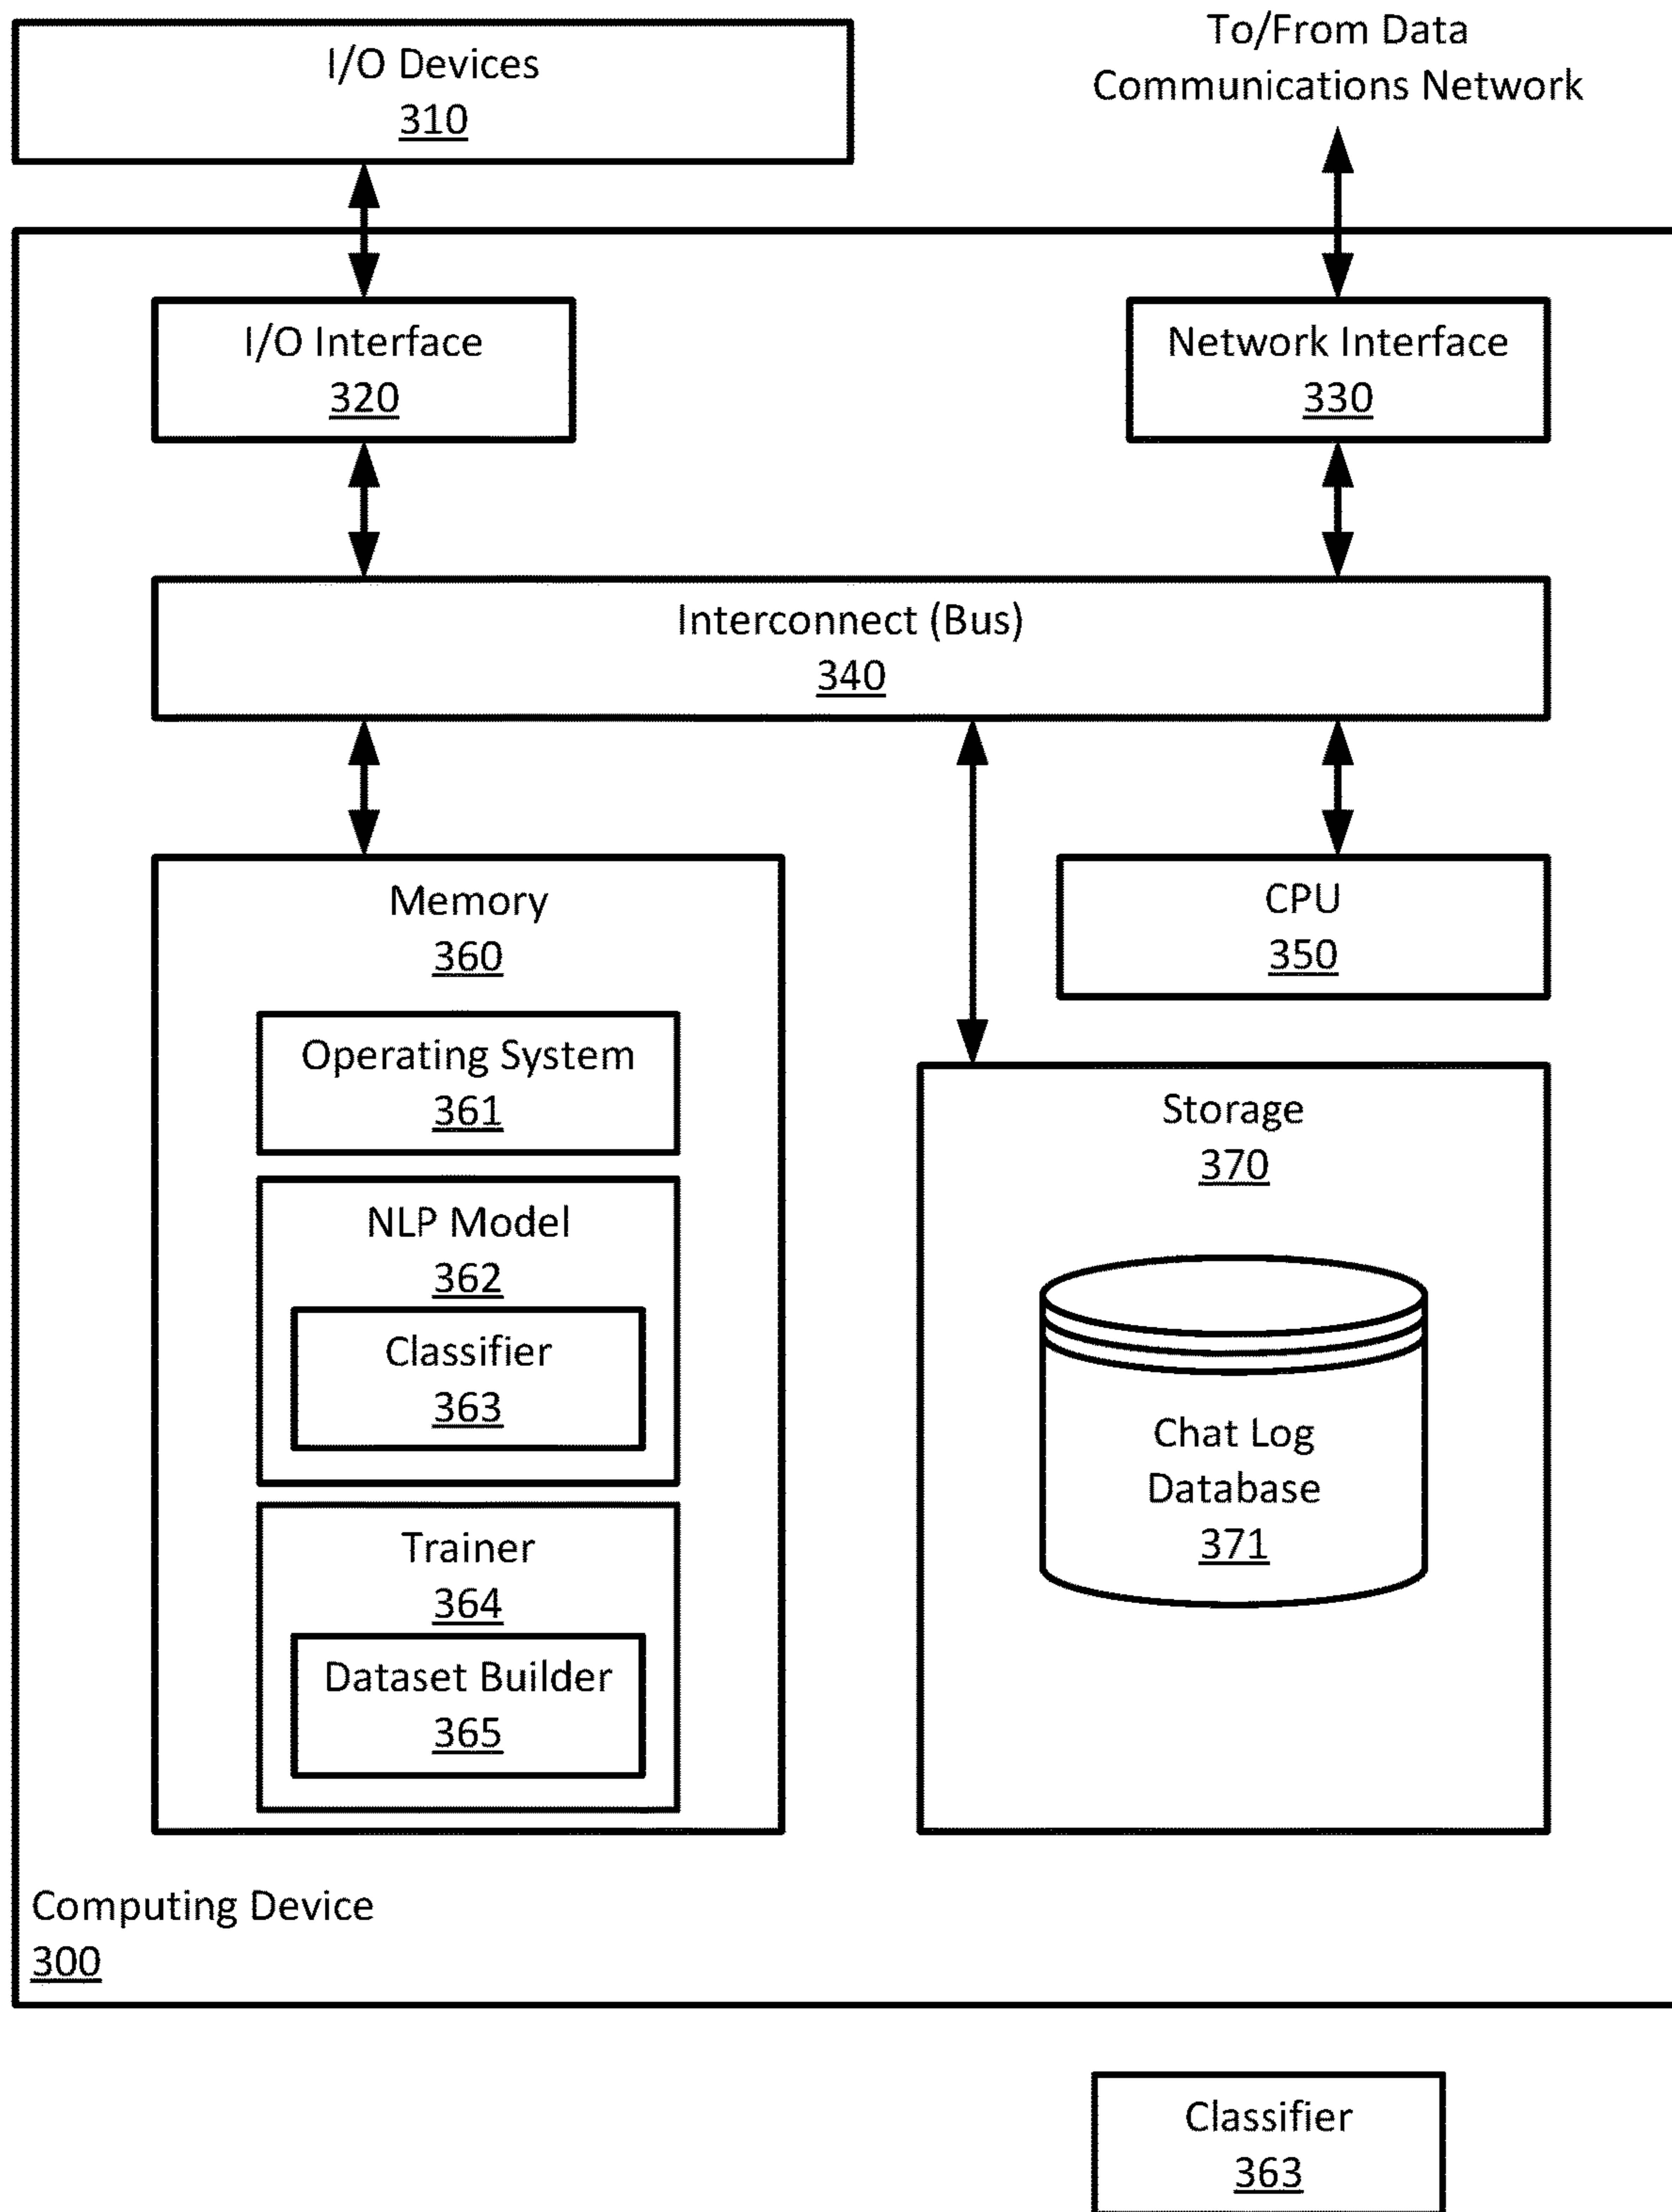 I/O Devices
310
To/From Data
Communications Network
I/O Interface
320
Network Interface
330
Interconnect (Bus)
340
Memory
360
CPU
350
Operating System
361
Storage
370
NLP Model
362
Classifier
363
Chat Log
Database
371
Trainer
364
Dataset Builder
365
Computing Device
300
Classifier
363